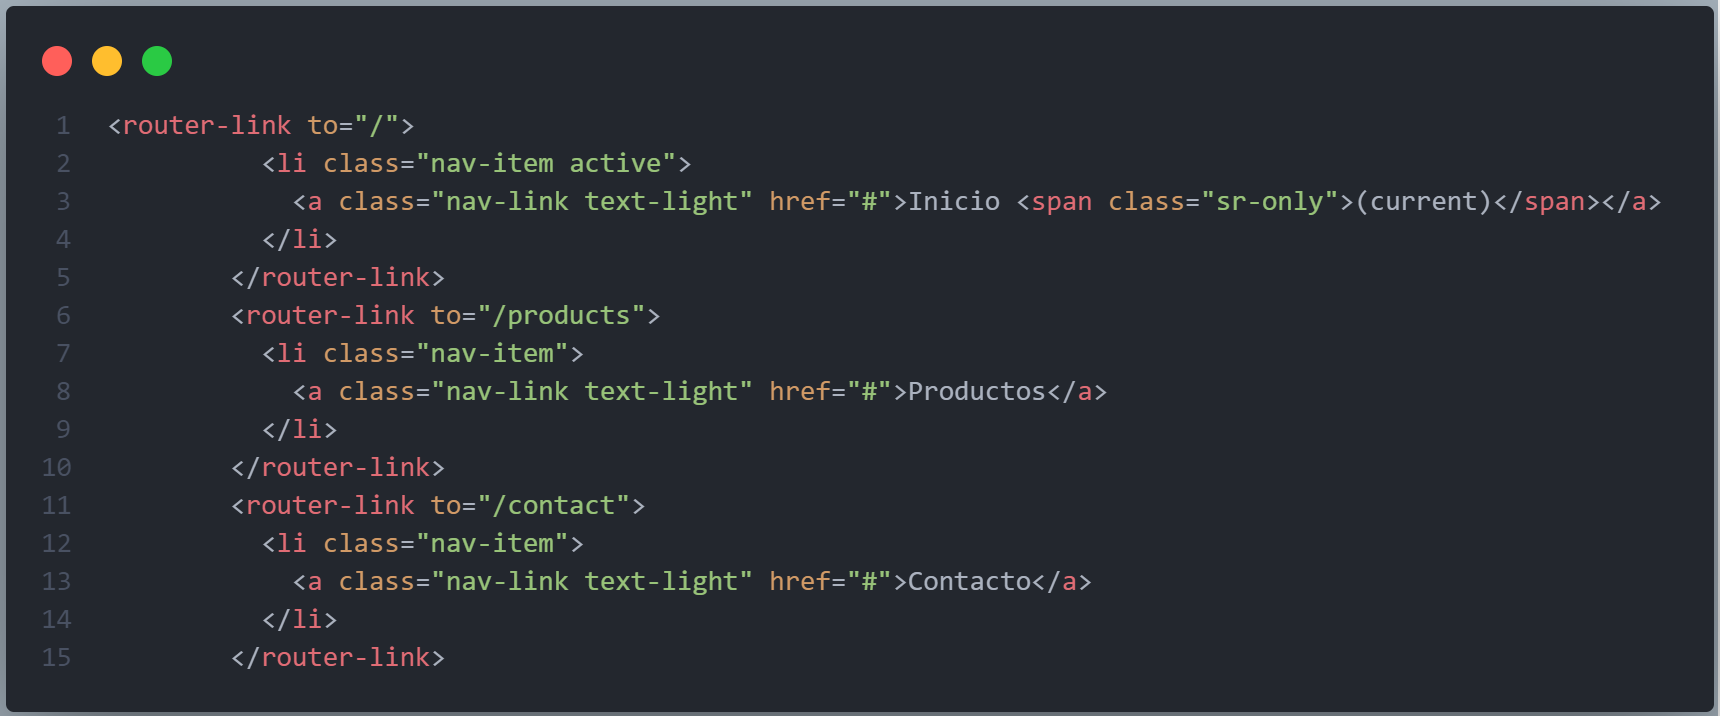 1 <router-link to="/">
2 <li class="nav-item active">
3 <a class="nav-link text-light" href="#">Inicio <span class="sr-only">(current)</span></a>
4 </li>
5 </router-link>
6 <router-link to="/products">
7 <li class="nav-item">
8 <a class="nav-link text-light" href="#">Productos</a>
9 </li>
10 </router-link>
11 <router-link to="/contact">
12 <li class="nav-item">
13 <a class="nav-link text-light" href="#">Contacto</a>
14 </li>
15 </router-link>